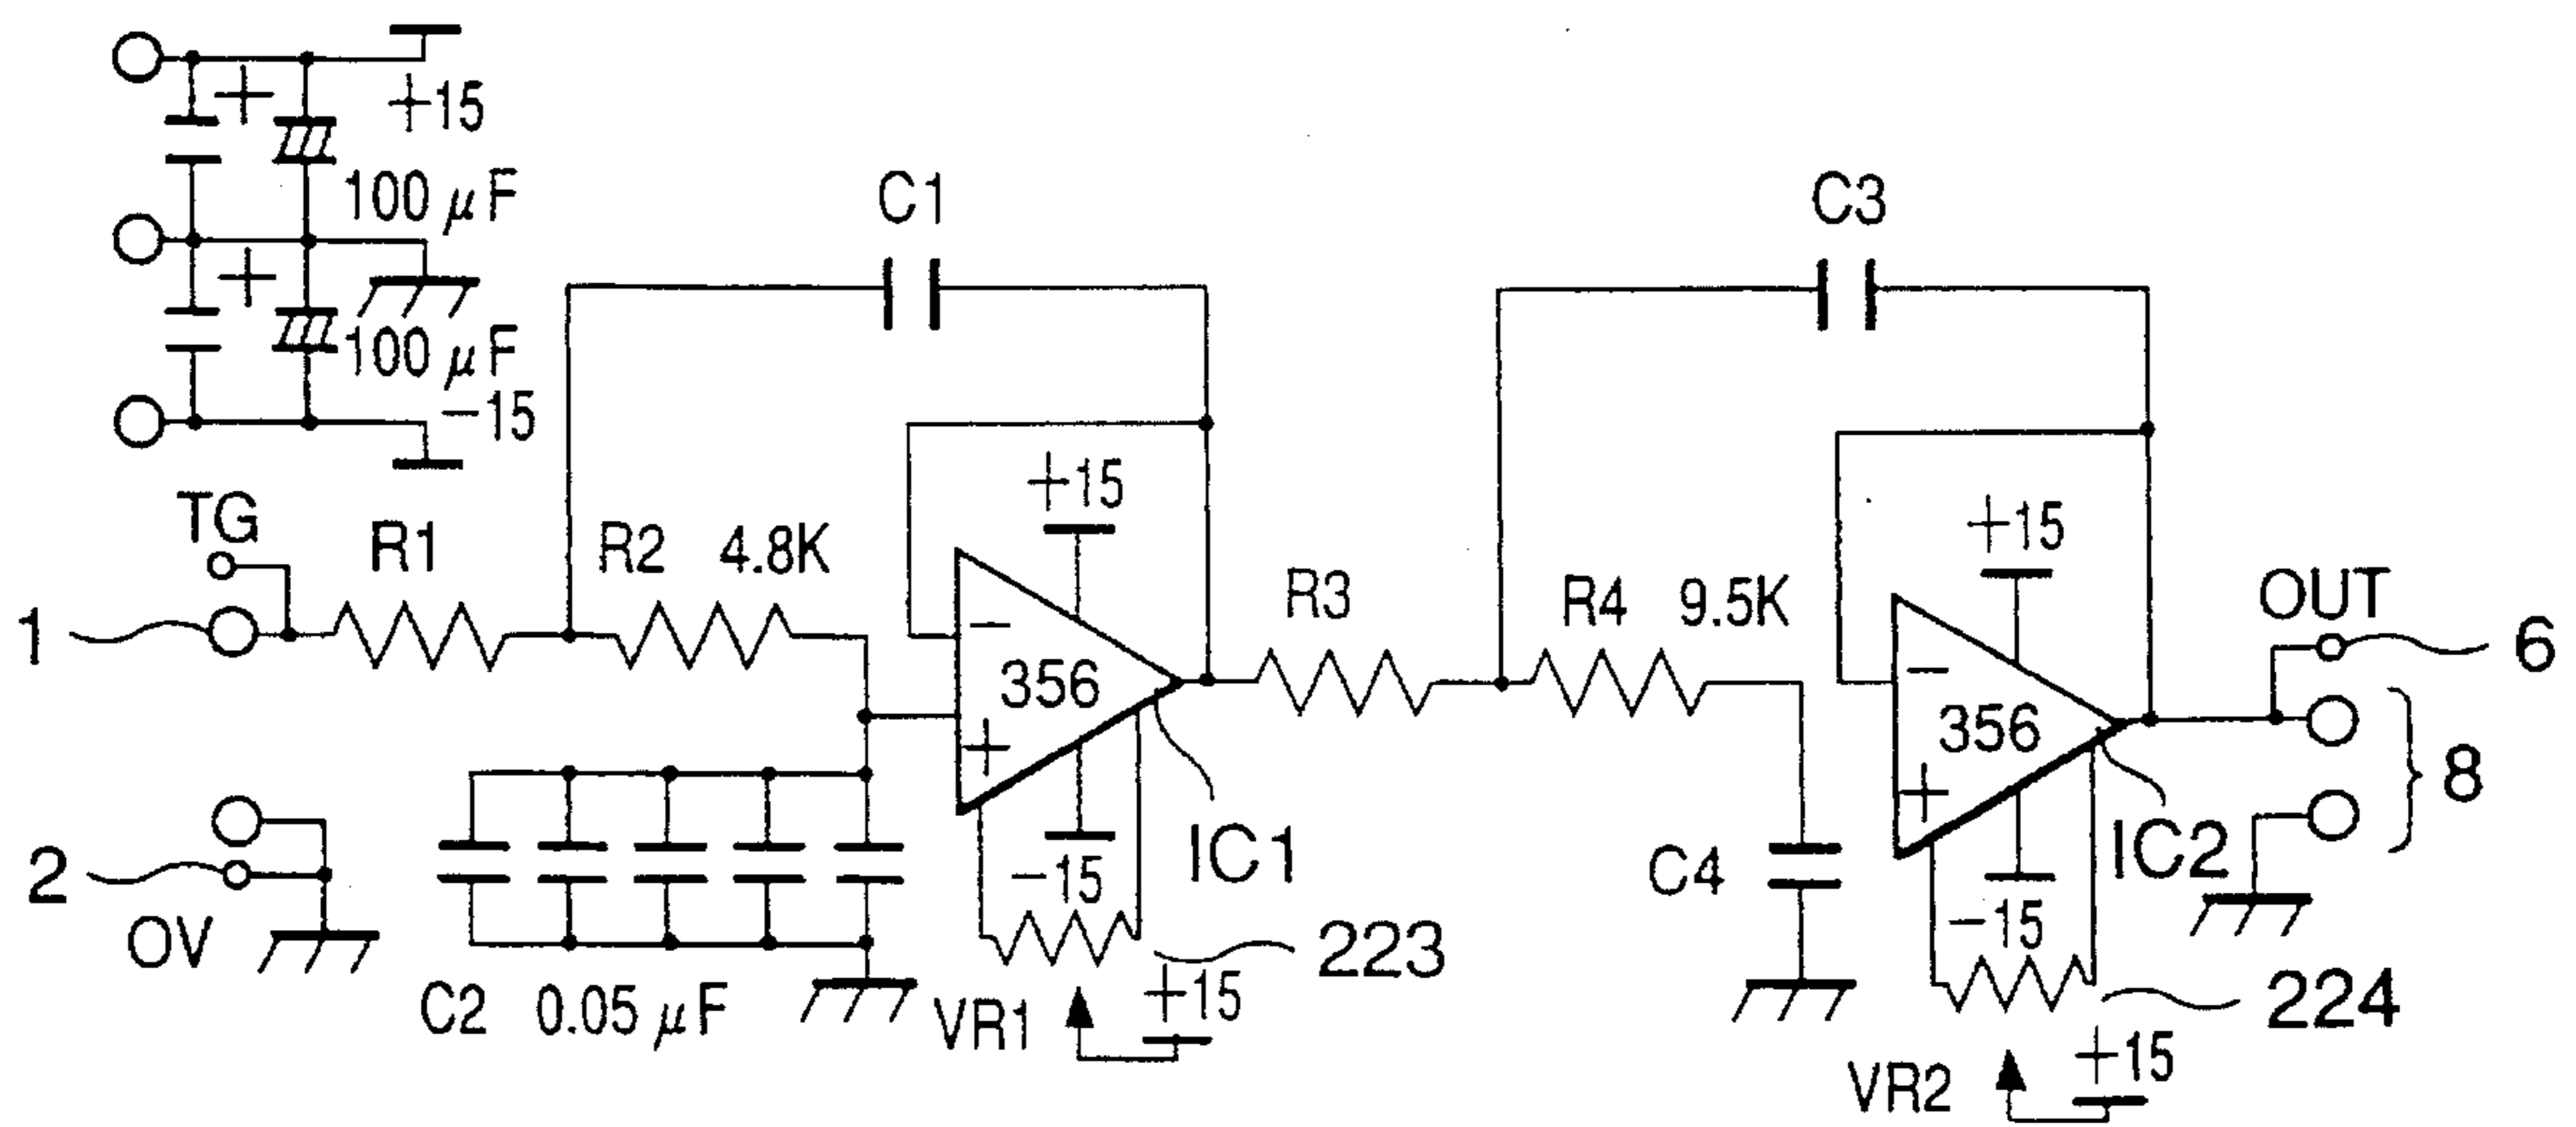 +
+15
100 μF
C1
C3
+
100 μF
-15
TG
R1
R2 4.8K
+15
+15
R3
R4 9.5K
OUT
1
6
-
356
+
-
356
+
8
2
OV
IC1
-15
C4
IC2
-15
C2 0.05 μF
VR1
+15
223
VR2
+15
224